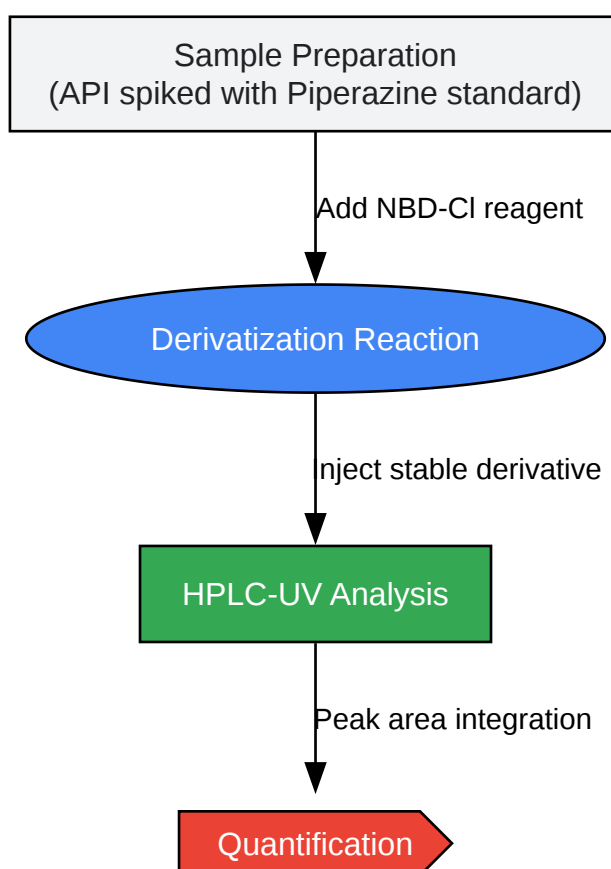 Sample Preparation
(API spiked with Piperazine standard)
Add NBD-Cl reagent
Derivatization Reaction
Inject stable derivative
HPLC-UV Analysis
Peak area integration
Quantification